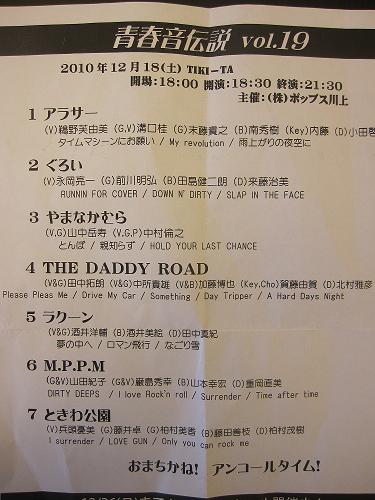 青春音伝説 vol.19
2010年12月18(土) TIKI-TA
開場:18:00 開演:18:30 終演:21:30
主催:(株)ポップス川上
1 アラサー
(V)鵜野芙由美 (G.V)溝口桂 (G)末藤貴之 (B)南秀樹 (Key)内藤 (D)小田啓
タイムマシーンにお願い / My revolution / 雨上がりの夜空に
2 ぐろい
(V)永岡亮一 (G)前川明弘 (B)田島健二朗 (D)来藤治美
RUNNIN FOR COVER / DOWN N' DIRTY / SLAP IN THE FACE
3 やまなかむら
(V.G)山中岳寿 (V.G.P)中村倫之
とんぼ / 親知らず / HOLD YOUR LAST CHANCE
4 THE DADDY ROAD
(V&G)田中拓朗 (V&G)中所貴雄 (V&B)加藤博也 (Key,Cho)賀藤由賀 (D)北村雅彦
Please Pleas Me / Drive My Car / Something / Day Tripper / A Hard Days Night
5 ラクーン
(V&G)酒井洋輔 (B)酒井美絵 (D)田中真紀
夢の中へ / ロマン飛行 / なごり雪
6 M.P.P.M
(G&V)山田紀子 (G&V)厳島秀幸 (B)山本幸宏 (D)重岡直美
DIRTY DEEPS / I love Rock'n roll / Surrender / Time after time
7 ときわ公園
(V)兵頭憂美 (G)藤井卓 (G)柏村美香 (B)藤田善枝 (D)柏村茂樹
I surrender / LOVE GUN / Only you can rock me
おまちかね! アンコールタイム!